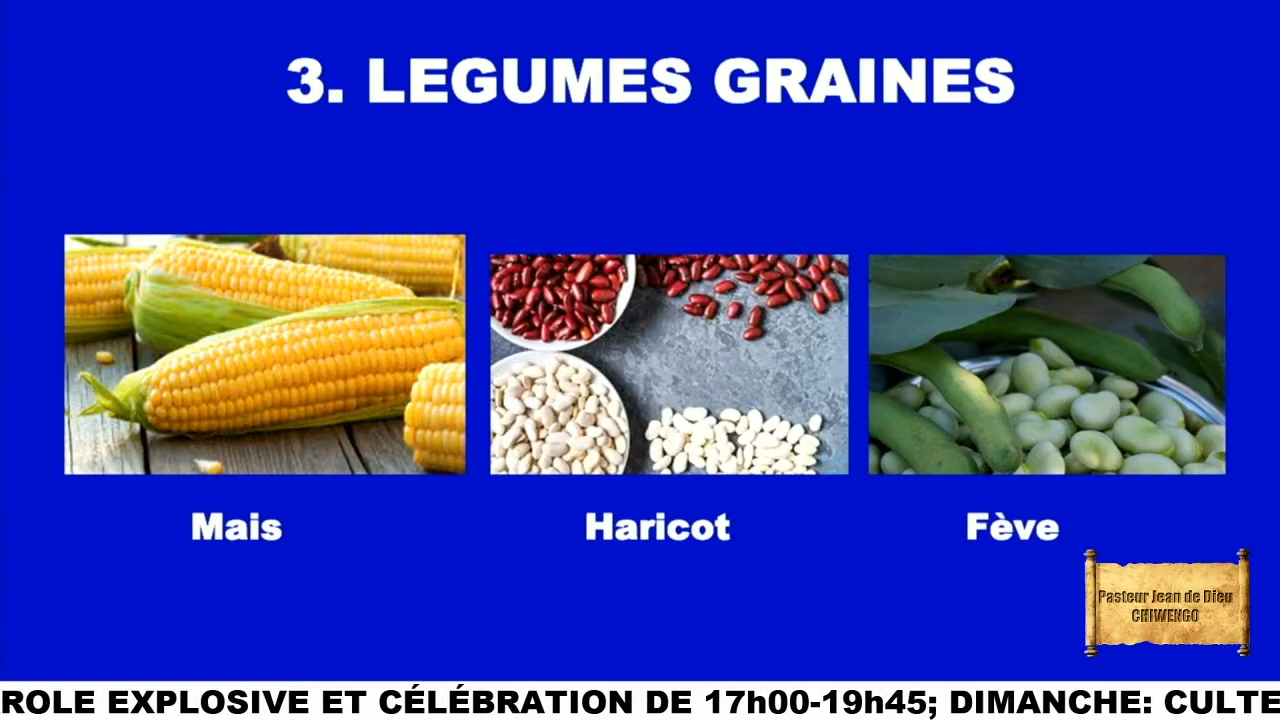 3. LEGUMES GRAINES
Mais
Haricot
Fève
Pasteur Jean de Dieu
CHIWENGO
ROLE EXPLOSIVE ET CÉLÉBRATION DE 17h00-19h45; DIMANCHE: CULTE